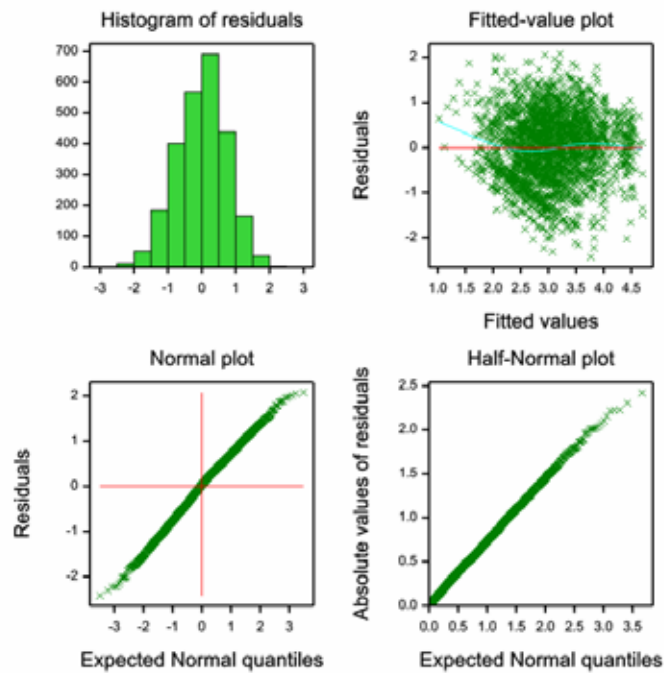 Histogram of residuals
700
600
500
400
300
200
100
0
-3 -2 -1 0 1 2 3
Fitted-value plot
Residuals
2
1
0
-1
-2
1.0 1.5 2.0 2.5 3.0 3.5 4.0 4.5
Fitted values
Normal plot
Residuals
2
1
0
-1
-2
-3 -2 -1 0 1 2 3
Expected Normal quantiles
Half-Normal plot
Absolute values of residuals
2.5
2.0
1.5
1.0
0.5
0.0
0.0 0.5 1.0 1.5 2.0 2.5 3.0 3.5
Expected Normal quantiles